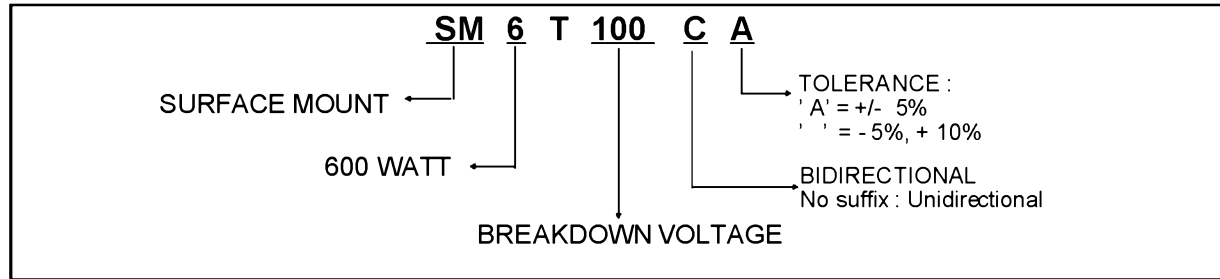 SM 6 T 100 C A
SURFACE MOUNT
TOLERANCE :
' A' = +/- 5%
' ' = - 5%, + 10%
600 WATT
BIDIRECTIONAL
No suffix : Unidirectional
BREAKDOWN VOLTAGE